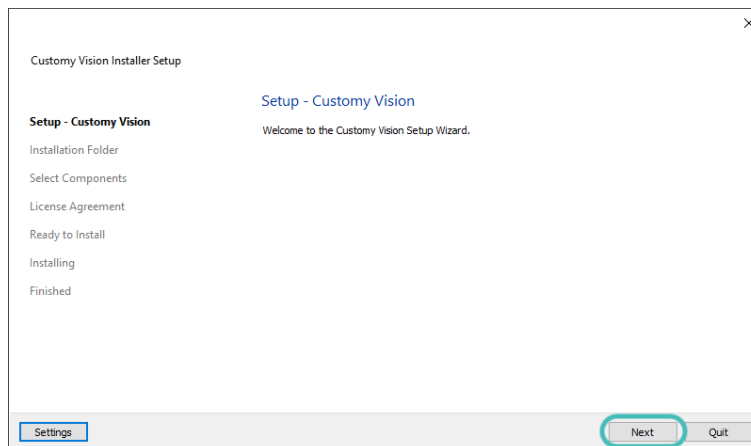 Customy Vision Installer Setup
Setup - Customy Vision
Installation Folder
Select Components
License Agreement
Ready to Install
Installing
Finished
Setup - Customy Vision
Welcome to the Customy Vision Setup Wizard.
Settings
Next
Quit